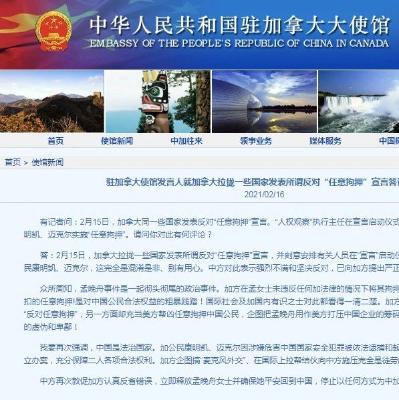 中华人民共和国驻加拿大大使馆
EMBASSY OF THE PEOPLE'S REPUBLIC OF CHINA IN CANADA
首页 使馆新闻 中加往来 领事业务 媒体服务 中国
首页 > 使馆新闻
驻加拿大使馆发言人就加拿大拉拢一些国家发表所谓反对“任意拘押”宣言答
2021/02/16
有记者问：2月15日，加拿大同一些国家发表反对“任意拘押”宣言。“人权观察”执行主任在宣言启动仪式
明凯、迈克尔实施“任意拘押”。请问你对此有何评论？
答：2月15日，加拿大拉拢一些国家发表所谓反对“任意拘押”宣言，并刻意安排有关人员在“宣言”启动
民康明凯、迈克尔，这完全是混淆是非、别有用心。中方对此表示强烈不满和坚决反对，已向加方提出严正
众所周知，孟晚舟事件是一起彻头彻尾的政治事件。加方在孟女士未违反任何加法律的情况下将其拘押
扣的任意拘押!是对中国公民合法权益的粗暴践踏！国际社会及加国内有识之士对此都看得一清二楚。加方
“反对任意拘押”，另一方面却充当美方帮凶任意拘押中国公民，企图把孟晚舟用作美方打压中国企业的筹码
的虚伪和卑鄙！
我要再次强调，中国是法治国家。加公民康明凯、迈克尔因涉嫌危害中国国家安全犯罪被依法逮捕和起
立办案，充分保障二人各项合法权利。加方企图搞“麦克风外交”、在国际上拉帮结伙向中方施压完全是徒劳
中方再次敦促加方认真反省错误，立即释放孟晚舟女士并确保她平安回到中国，停止以任何方式为中加